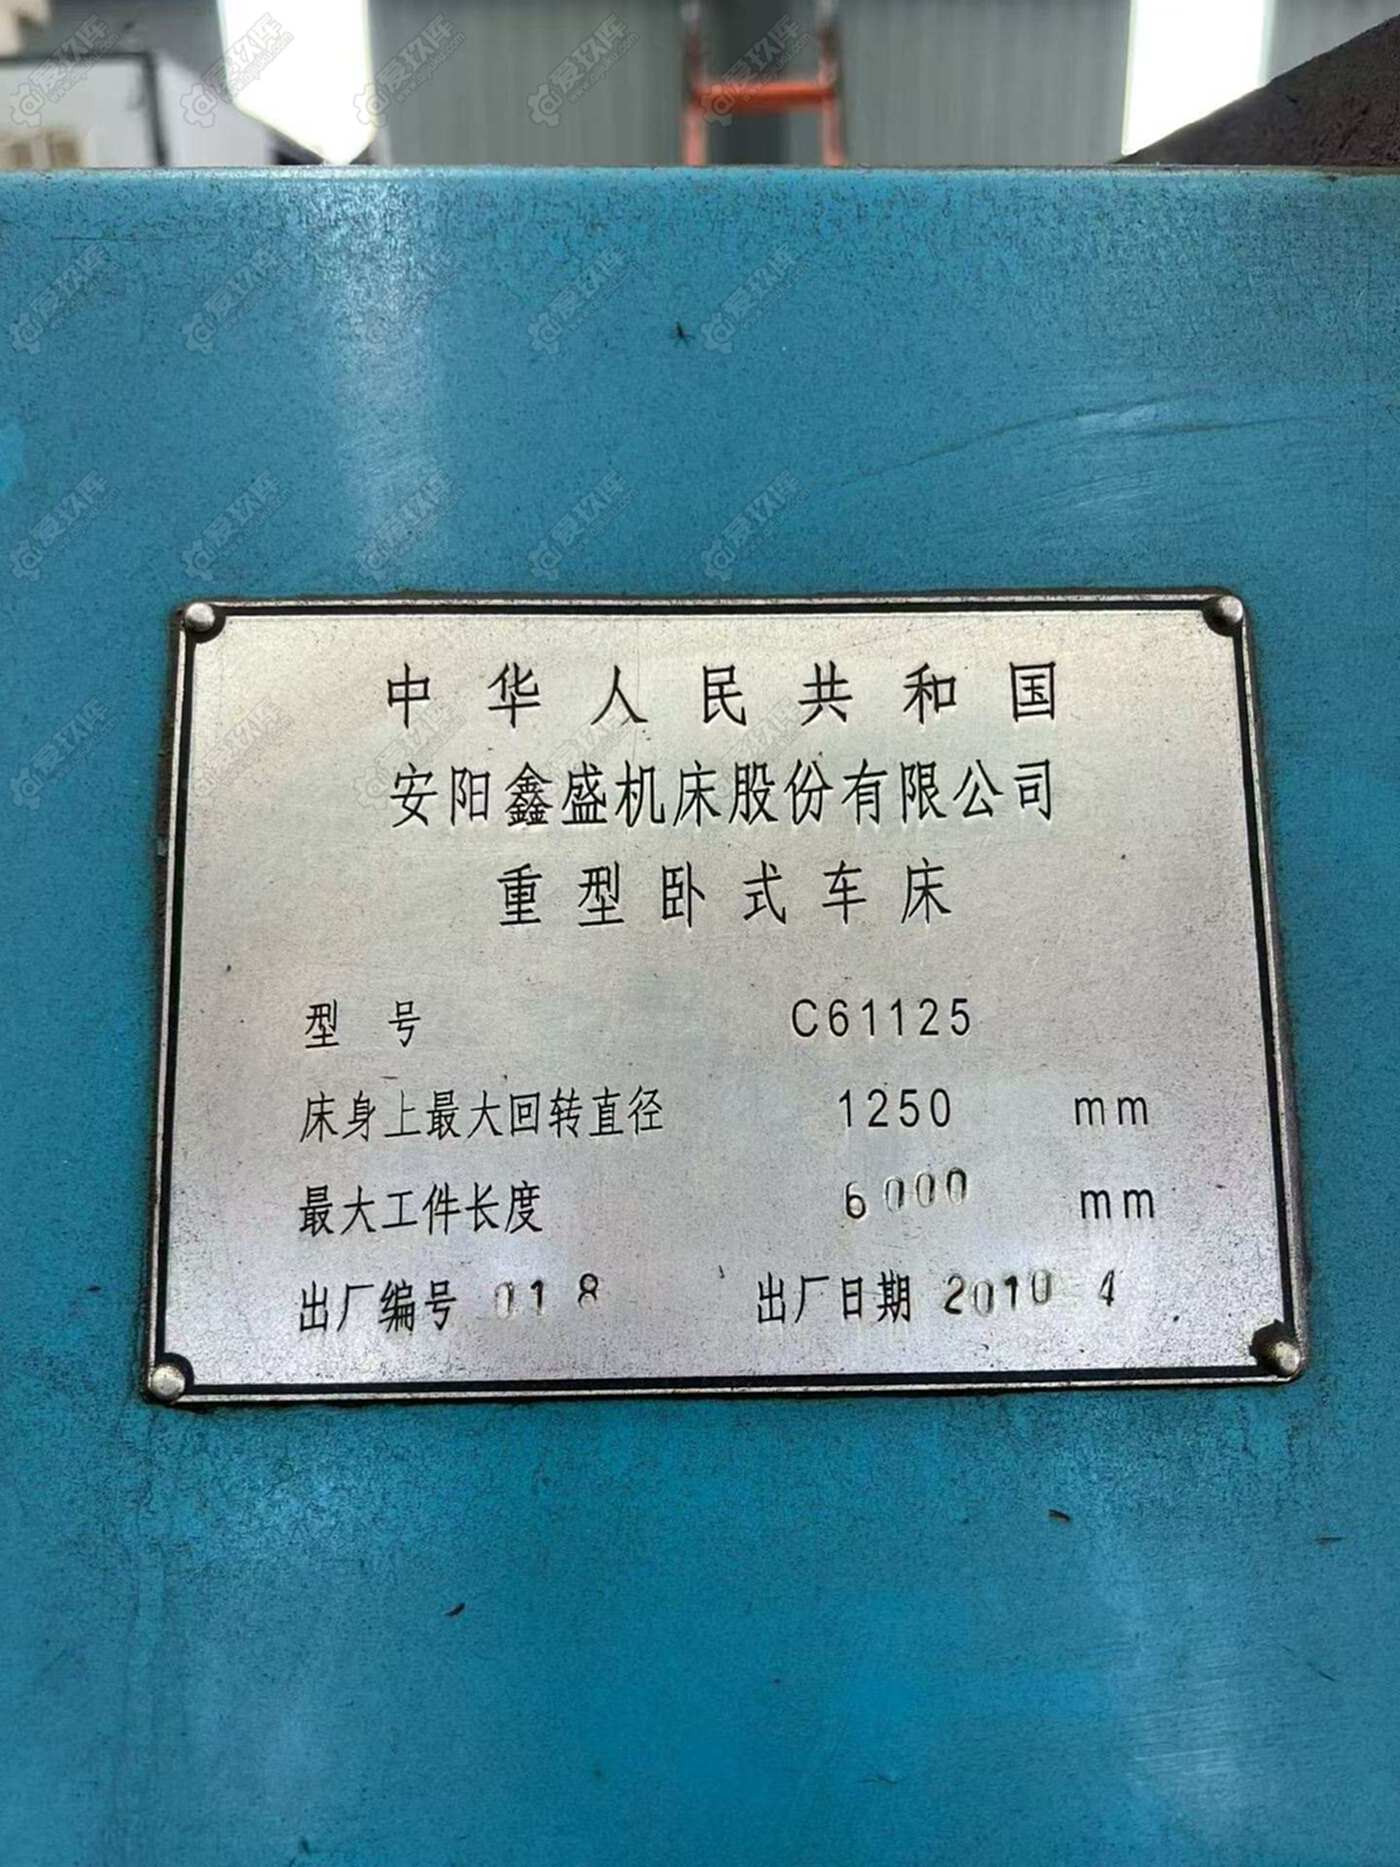 中华人民共和国
安阳鑫盛机床股份有限公司
重型卧式车床
型 号 C61125
床身上最大回转直径 1250 mm
最大工件长度 6000 mm
出厂编号 018 出厂日期 2010 4